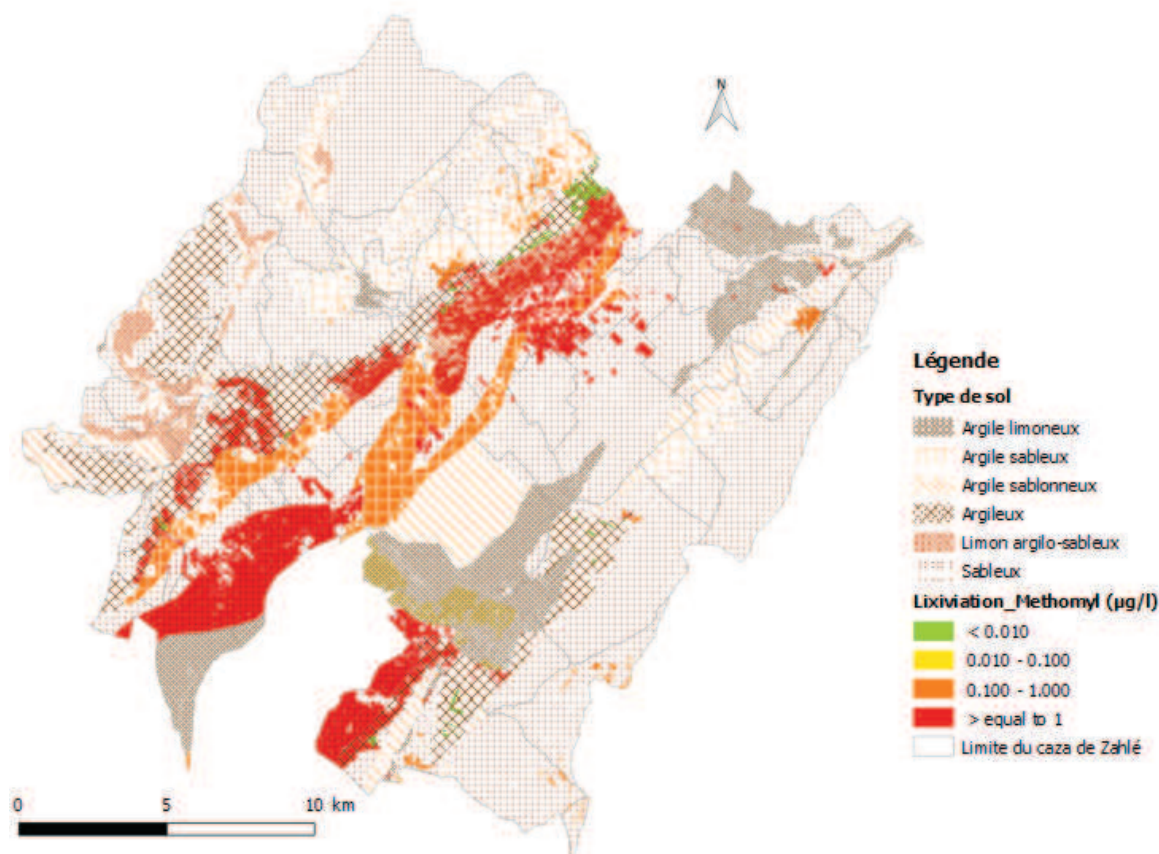 N
Légende
Type de sol
Argile limoneux
Argile sableux
Argile sablonneux
Argileux
Limon argilo-sableux
Sableux
Lixiviation_Methomyl (µg/l)
< 0.010
0.010 - 0.100
0.100 - 1.000
> equal to 1
Limite du caza de Zahlé
0 5 10 km